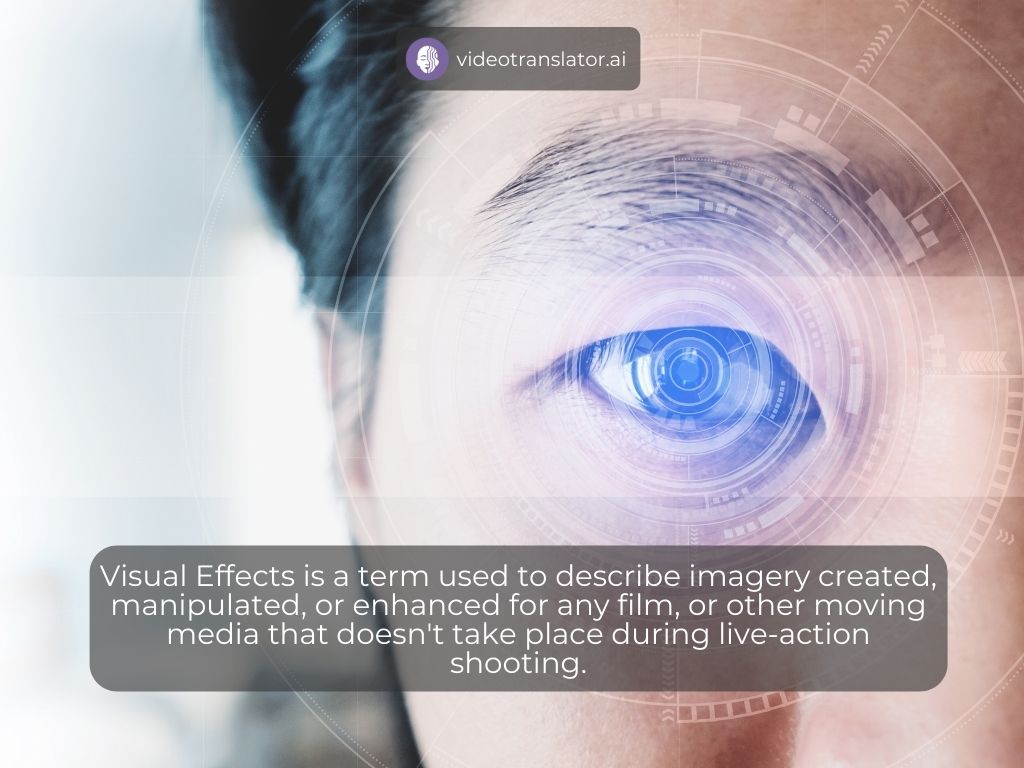 videotranslator.ai
Visual Effects is a term used to describe imagery created,
manipulated, or enhanced for any film, or other moving
media that doesn't take place during live-action
shooting.